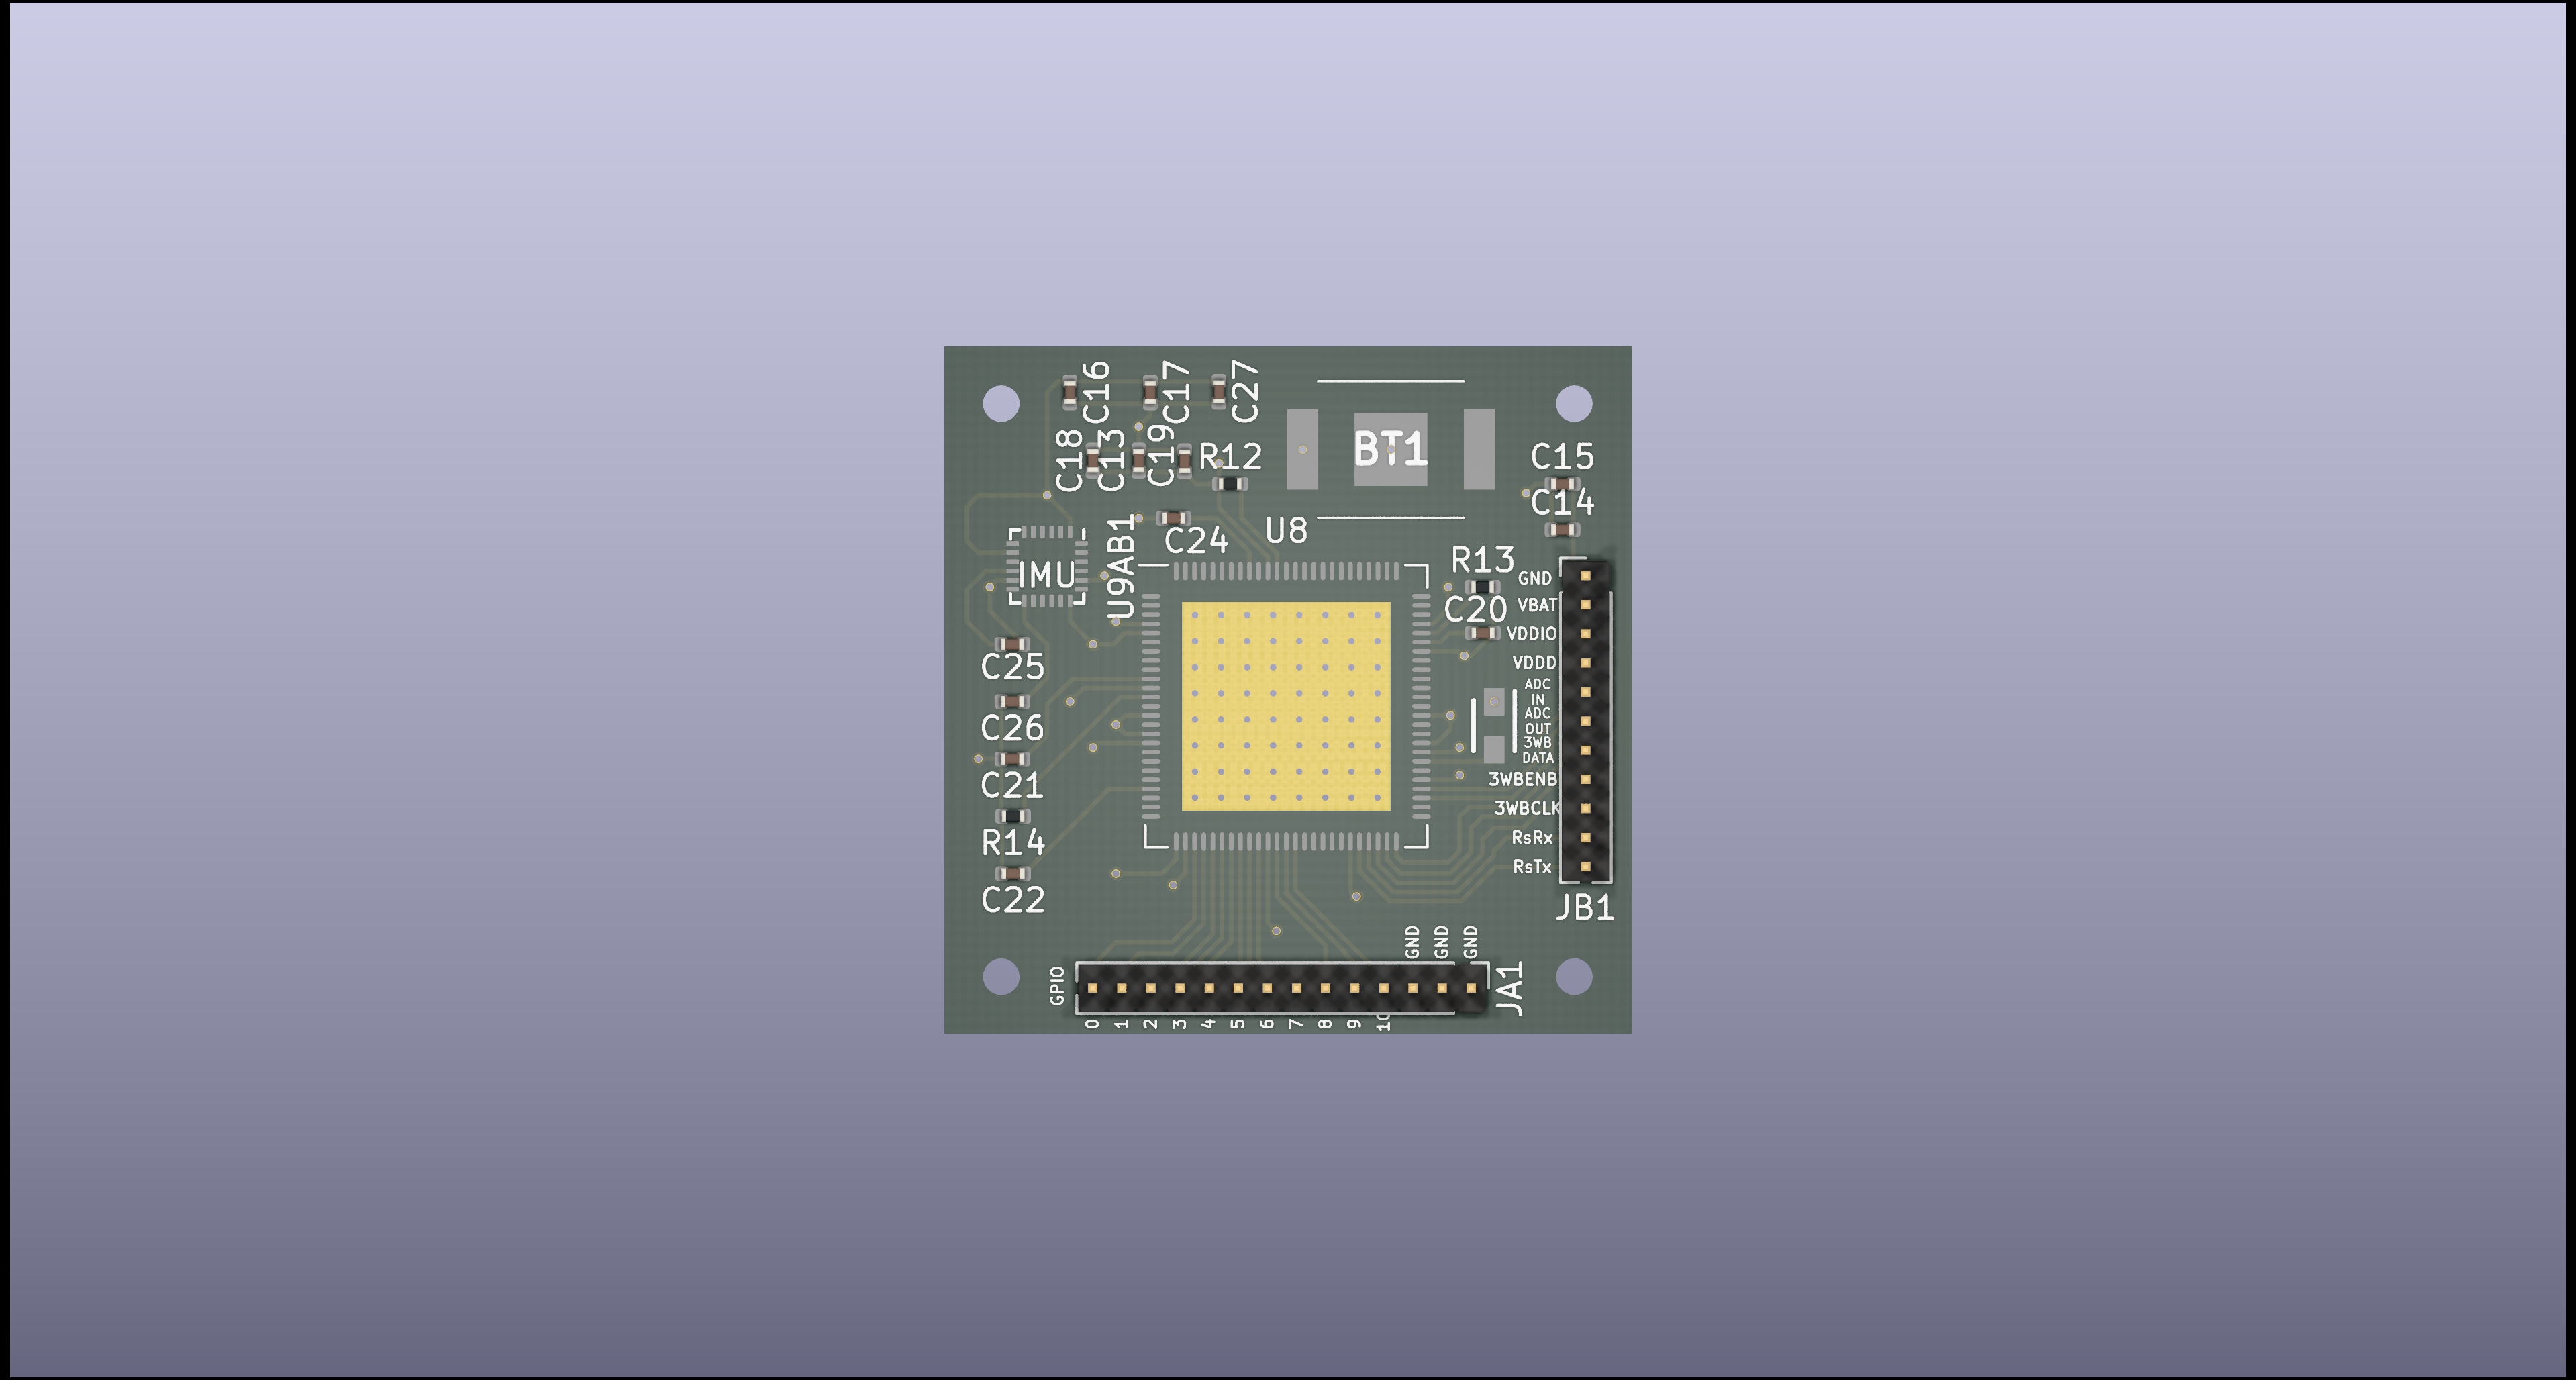 C16
C17
C27
C18
C13
C19
R12
BT1
C15
C14
U9AB1
C24
U8
IMU
R13
GND
C20
VBAT
VDDIO
C25
VDDD
ADC
IN
C26
ADC
OUT
3WB
DATA
C21
3WBENB
3WBCLK
R14
RsRx
RsTx
C22
JB1
GND
GND
GND
GPIO
JA1
0
1
2
3
4
5
6
7
8
9
10